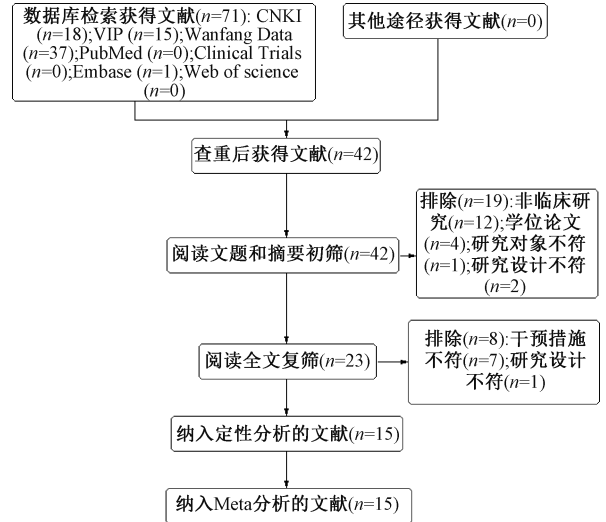 数据库检索获得文献(n=71): CNKI
(n=18);VIP (n=15);Wanfang Data
(n=37);PubMed (n=0);Clinical Trials
(n=0);Embase (n=1);Web of science
(n=0)
其他途径获得文献(n=0)
查重后获得文献(n=42)
阅读文题和摘要初筛(n=42)
排除(n=19):非临床研
究(n=12);学位论文
(n=4);研究对象不符
(n=1);研究设计不符
(n=2)
阅读全文复筛(n=23)
排除(n=8):干预措施
不符(n=7);研究设计
不符(n=1)
纳入定性分析的文献(n=15)
纳入Meta分析的文献(n=15)